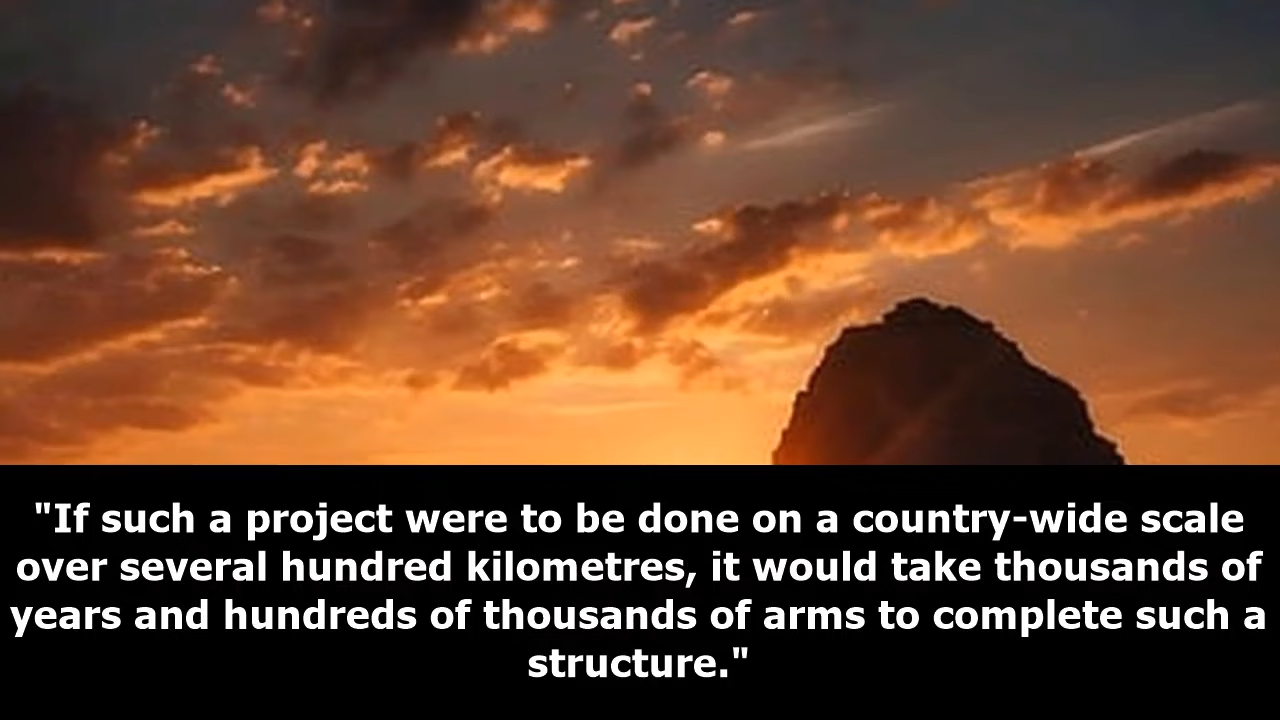 "If such a project were to be done on a country-wide scale
over several hundred kilometres, it would take thousands of
years and hundreds of thousands of arms to complete such a
structure."